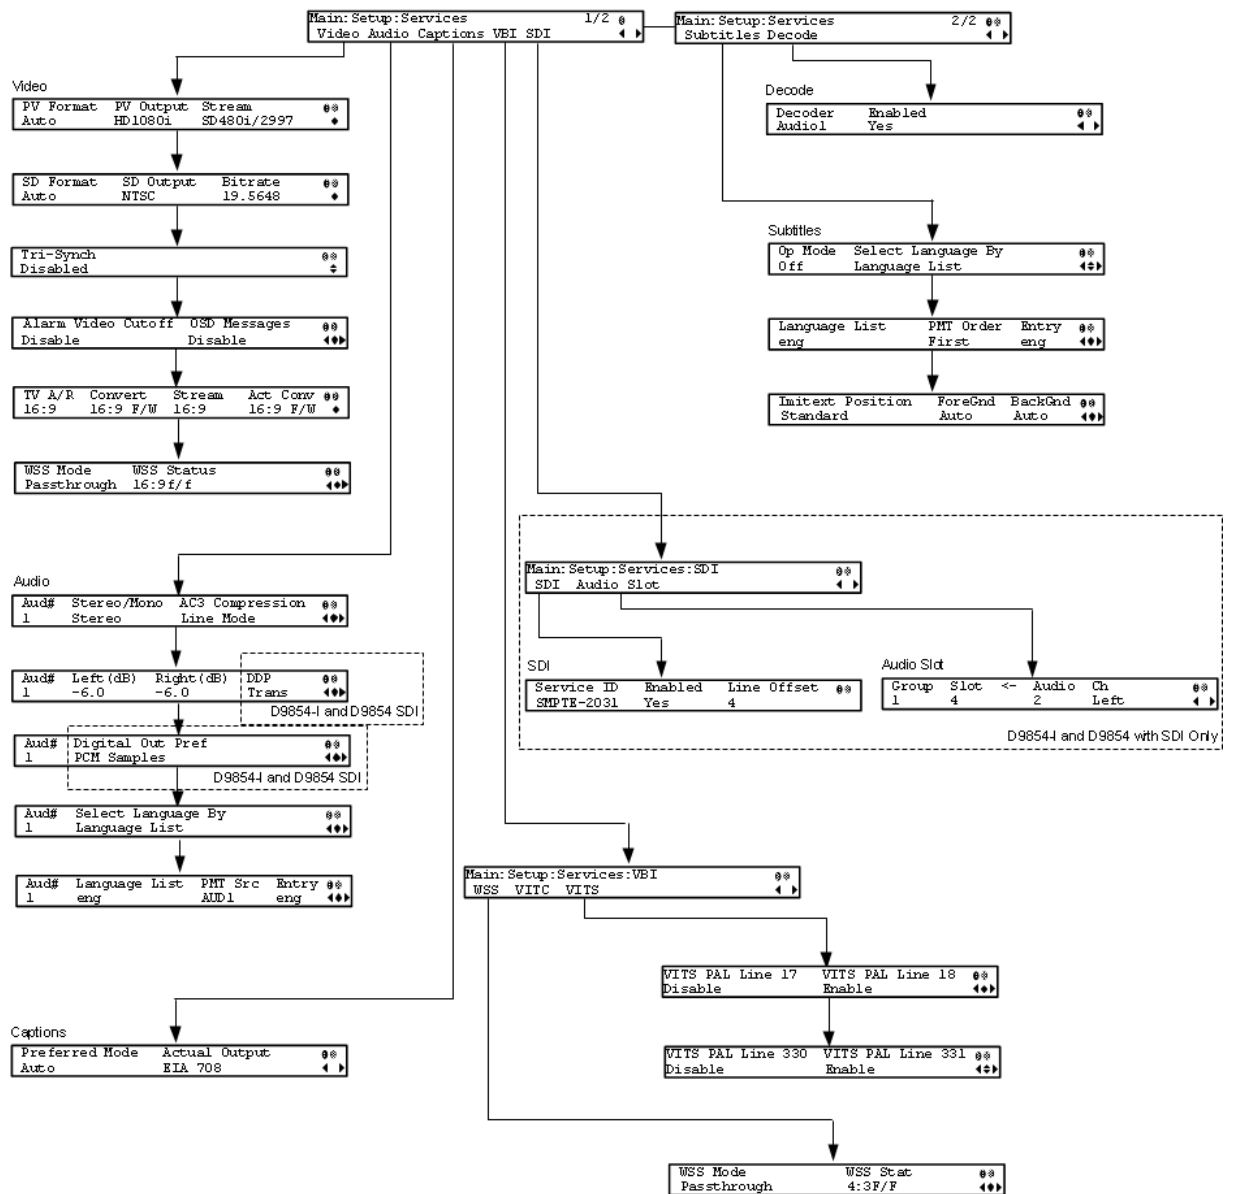 Main:Setup:Services 1/2
Video Audio Captions VBI SDI
Main:Setup:Services 2/2
Subtitles Decode
Video
PV Format PV Output Stream
Auto HD1080i SD480i/2997
SD Format SD Output Bitrate
Auto NTSC 19.5648
Tri-Synch
Disabled
Alarm Video Cutoff OSD Messages
Disable Disable
TV A/R Convert Stream Act Conv
16:9 16:9 F/W 16:9 16:9 F/W
WSS Mode WSS Status
Passthrough 16:9f/f
Decode
Decoder Enabled
Audio1 Yes
Subtitles
Op Mode Select Language By
Off Language List
Language List PMT Order Entry
eng First eng
Imitext Position ForeGnd BackGnd
Standard Auto Auto
Audio
Aud# Stereo/Mono AC3 Compression
1 Stereo Line Mode
Aud# Left(dB) Right(dB) DDP
1 -6.0 -6.0 Trans
D9854-I and D9854 SDI
Aud# Digital Out Pref
1 PCM Samples
D9854-I and D9854 SDI
Aud# Select Language By
1 Language List
Aud# Language List PMT Src Entry
1 eng AUD1 eng
Main:Setup:Services:SDI
SDI Audio Slot
SDI
Service ID Enabled Line Offset
SMPTE-2031 Yes 4
Audio Slot
Group Slot <- Audio Ch
1 4 2 Left
D9854-I and D9854 with SDI Only
Main:Setup:Services:VBI
WSS VITC VITS
VITS PAL Line 17 VITS PAL Line 18
Disable Enable
VITS PAL Line 330 VITS PAL Line 331
Disable Enable
Captions
Preferred Mode Actual Output
Auto EIA 708
WSS Mode WSS Stat
Passthrough 4:3F/F